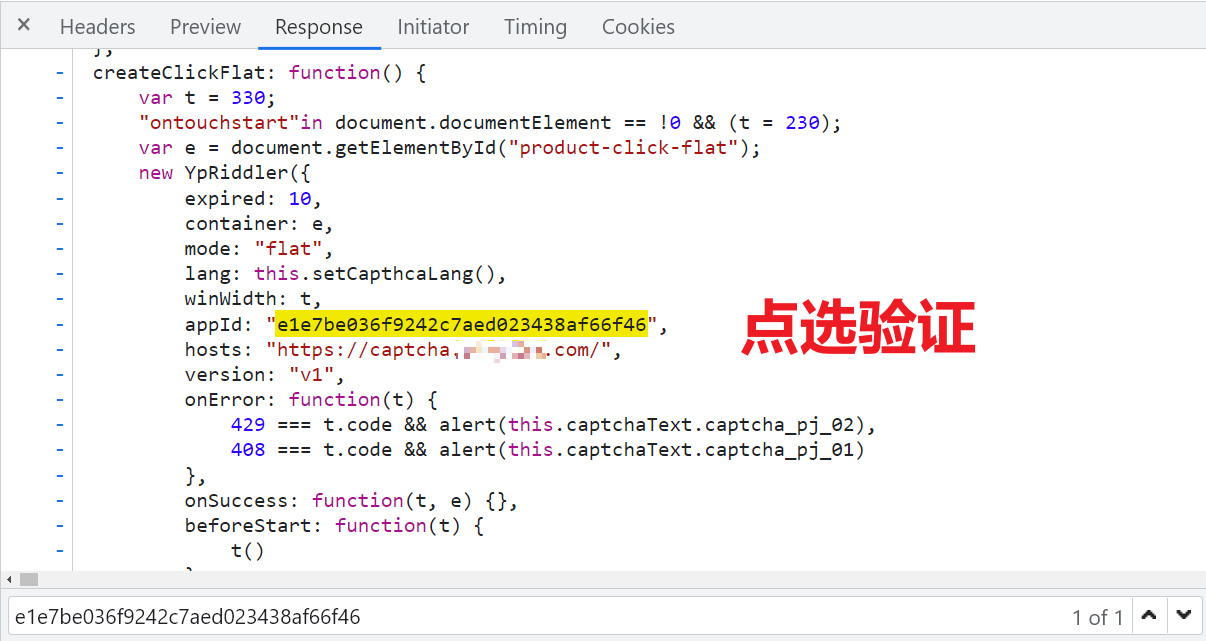 × Headers Preview Response Initiator Timing Cookies
},
- createClickFlat: function() {
- var t = 330;
- "ontouchstart"in document.documentElement == !0 && (t = 230);
- var e = document.getElementById("product-click-flat");
- new YpRiddler({
- expired: 10,
- container: e,
- mode: "flat",
- lang: this.setCapthcaLang(),
- winWidth: t,
- appId: "e1e7be036f9242c7aed023438af66f46",
- hosts: "https://captcha. .com/",
- version: "v1",
- onError: function(t) {
- 429 === t.code && alert(this.captchaText.captcha_pj_02),
- 408 === t.code && alert(this.captchaText.captcha_pj_01)
- },
- onSuccess: function(t, e) {},
- beforeStart: function(t) {
- t()
点选验证
e1e7be036f9242c7aed023438af66f46 1 of 1